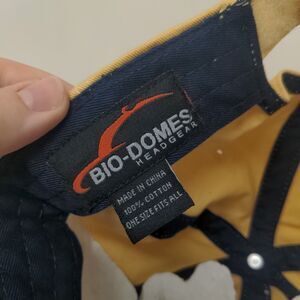 BIO-DOMES
HEADGEAR
MADE IN CHINA
100% COTTON
ONE SIZE FITS ALL